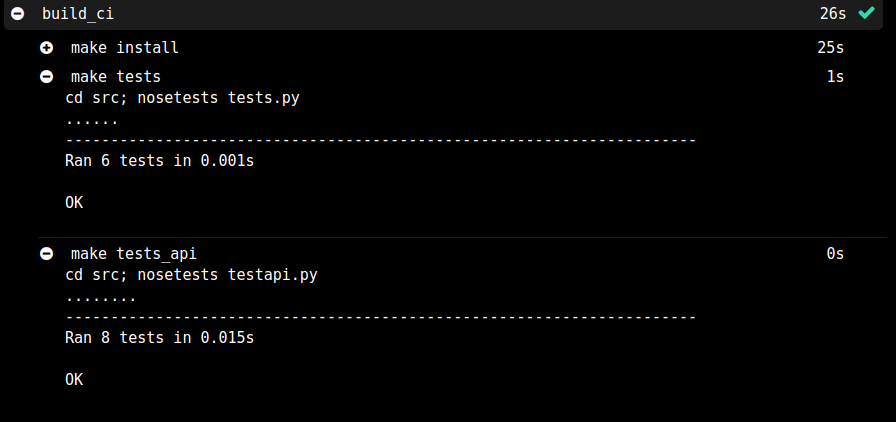 build_ci 26s
make install 25s
make tests 1s
cd src; nosetests tests.py
......
----------------------------------------------------------------------
Ran 6 tests in 0.001s
OK
make tests_api 0s
cd src; nosetests testapi.py
........
----------------------------------------------------------------------
Ran 8 tests in 0.015s
OK